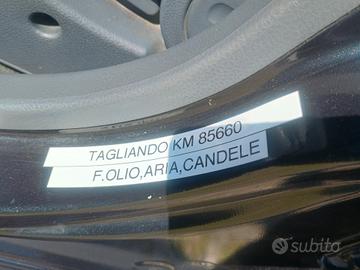 TAGLIANDO KM 85660
F.OLIO,ARIA,CANDELE
subito